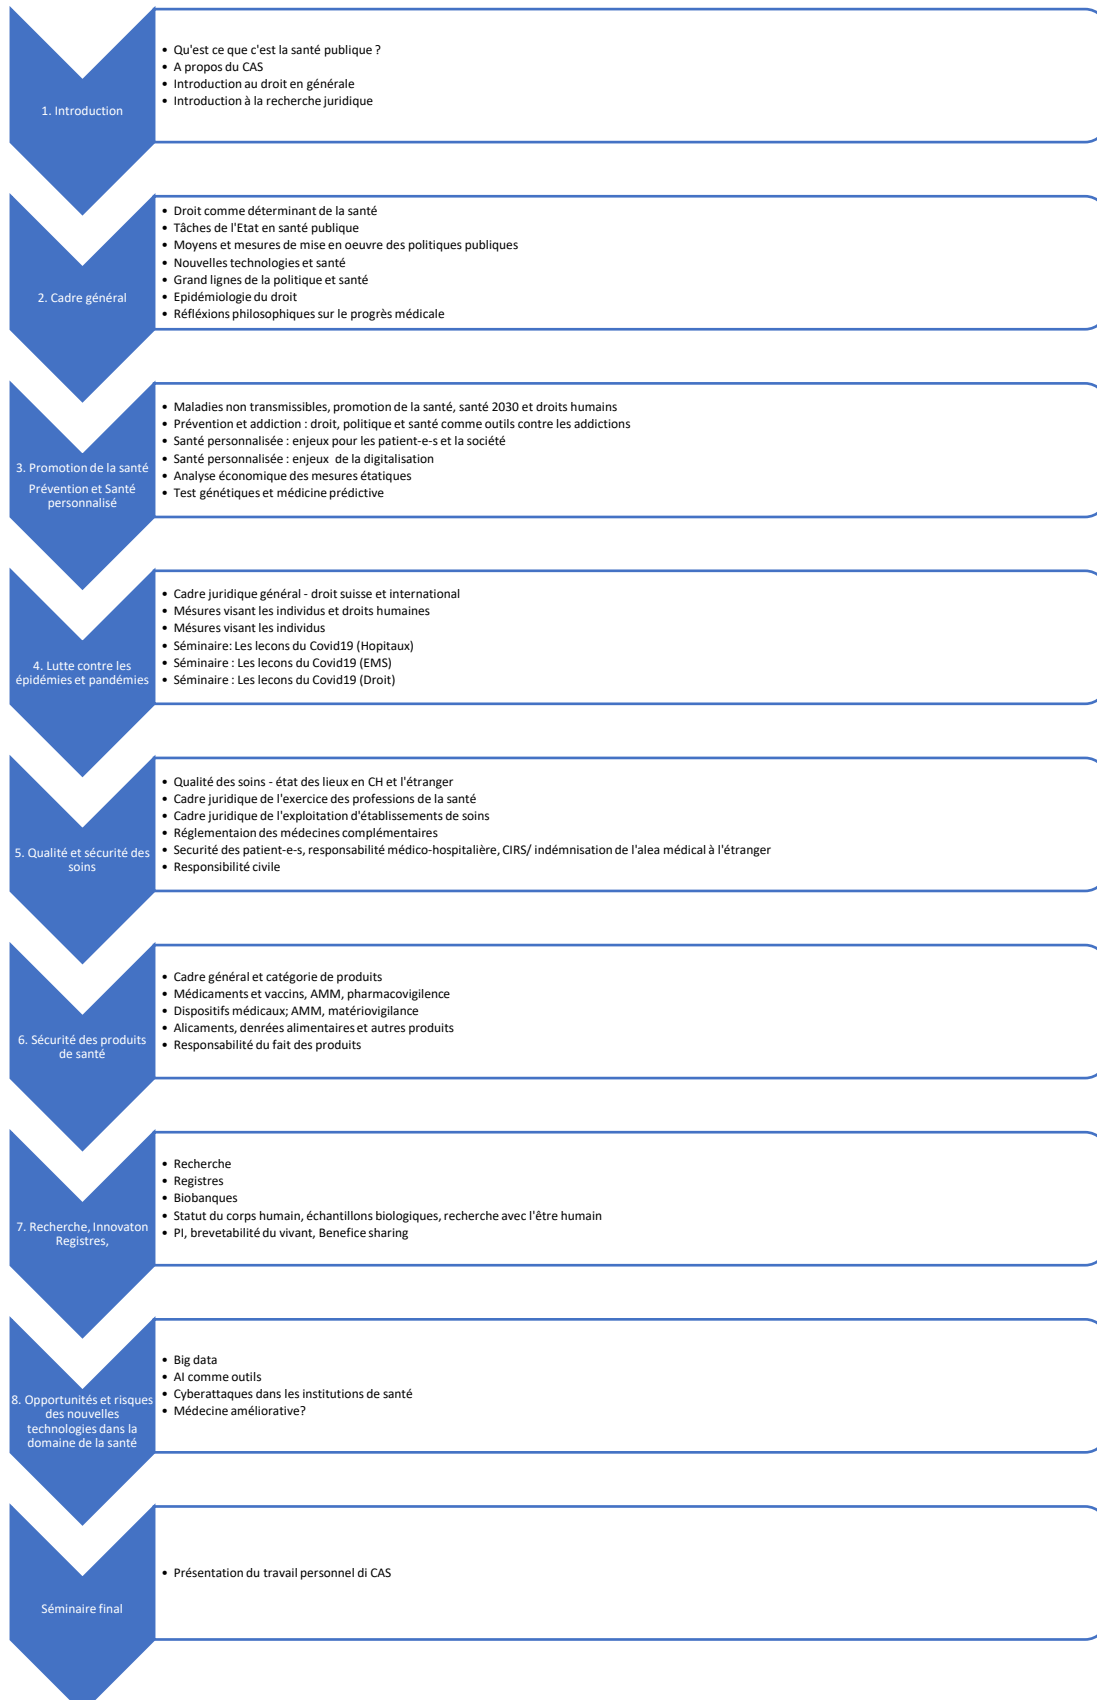 1. Introduction
• Qu'est ce que c'est la santé publique ?
• A propos du CAS
• Introduction au droit en générale
• Introduction à la recherche juridique
2. Cadre général
• Droit comme déterminant de la santé
• Tâches de l'Etat en santé publique
• Moyens et mesures de mise en oeuvre des politiques publiques
• Nouvelles technologies et santé
• Grand lignes de la politique et santé
• Epidémiologie du droit
• Réfléxions philosophiques sur le progrès médicale
3. Promotion de la santé
Prévention et Santé
personnalisé
• Maladies non transmissibles, promotion de la santé, santé 2030 et droits humains
• Prévention et addiction : droit, politique et santé comme outils contre les addictions
• Santé personnalisée : enjeux pour les patient-e-s et la société
• Santé personnalisée : enjeux  de la digitalisation
• Analyse économique des mesures étatiques
• Test génétiques et médicine prédictive
4. Lutte contre les
épidémies et pandémies
• Cadre juridique général - droit suisse et international
• Mésures visant les individus et droits humaines
• Mésures visant les individus
• Séminaire: Les lecons du Covid19 (Hopitaux)
• Séminaire : Les lecons du Covid19 (EMS)
• Séminaire : Les lecons du Covid19 (Droit)
5. Qualité et sécurité des
soins
• Qualité des soins - état des lieux en CH et l'étranger
• Cadre juridique de l'exercice des professions de la santé
• Cadre juridique de l'exploitation d'établissements de soins
• Réglementaion des médecines complémentaires
• Securité des patient-e-s, responsabilité médico-hospitalière, CIRS/ indémnisation de l'alea médical à l'étranger
• Responsibilité civile
6. Sécurité des produits
de santé
• Cadre général et catégorie de produits
• Médicaments et vaccins, AMM, pharmacovigilence
• Dispositifs médicaux; AMM, matériovigilance
• Alicaments, denrées alimentaires et autres produits
• Responsabilité du fait des produits
7. Recherche, Innovaton
Registres,
• Recherche
• Registres
• Biobanques
• Statut du corps humain, échantillons biologiques, recherche avec l'être humain
• PI, brevetabilité du vivant, Benefice sharing
8. Opportunités et risques
des nouvelles
technologies dans la
domaine de la santé
• Big data
• AI comme outils
• Cyberattaques dans les institutions de santé
• Médecine améliorative?
Séminaire final
• Présentation du travail personnel di CAS